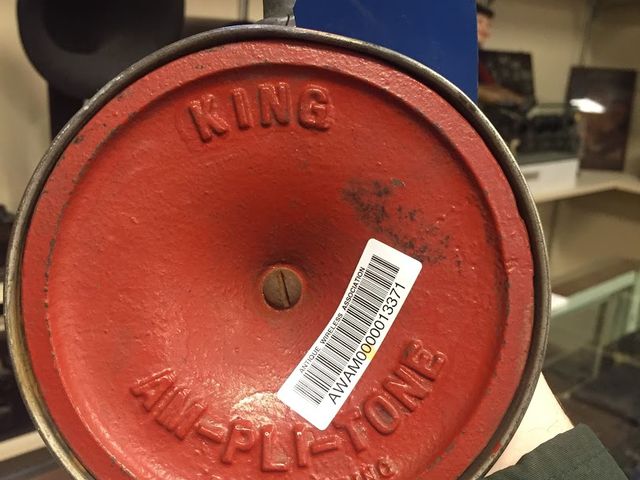 KING
ANTIQUE WIRELESS ASSOCIATION
AWAM0000013371
AM-PLI-TONE